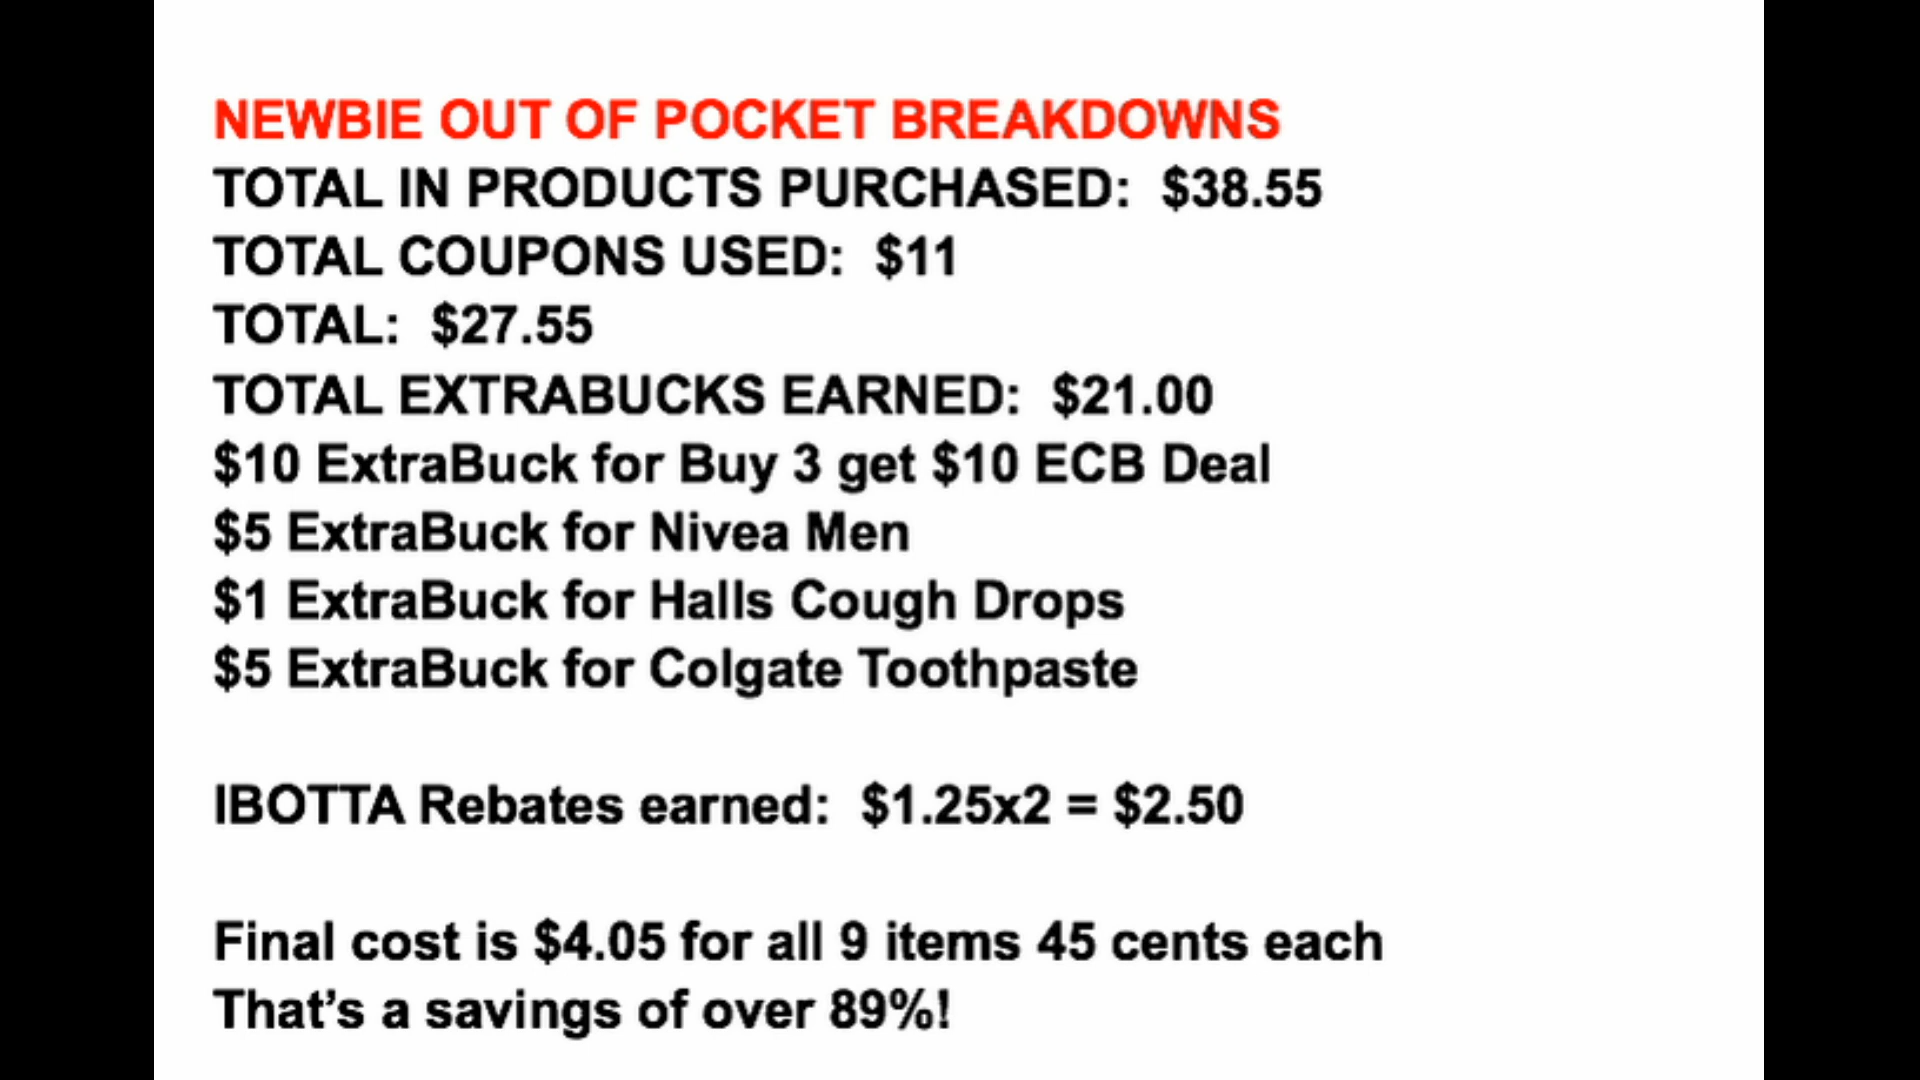 NEWBIE OUT OF POCKET BREAKDOWNS
TOTAL IN PRODUCTS PURCHASED:  $38.55
TOTAL COUPONS USED:  $11
TOTAL:  $27.55
TOTAL EXTRABUCKS EARNED:  $21.00
$10 ExtraBuck for Buy 3 get $10 ECB Deal
$5 ExtraBuck for Nivea Men
$1 ExtraBuck for Halls Cough Drops
$5 ExtraBuck for Colgate Toothpaste
IBOTTA Rebates earned:  $1.25x2 = $2.50
Final cost is $4.05 for all 9 items 45 cents each
That’s a savings of over 89%!